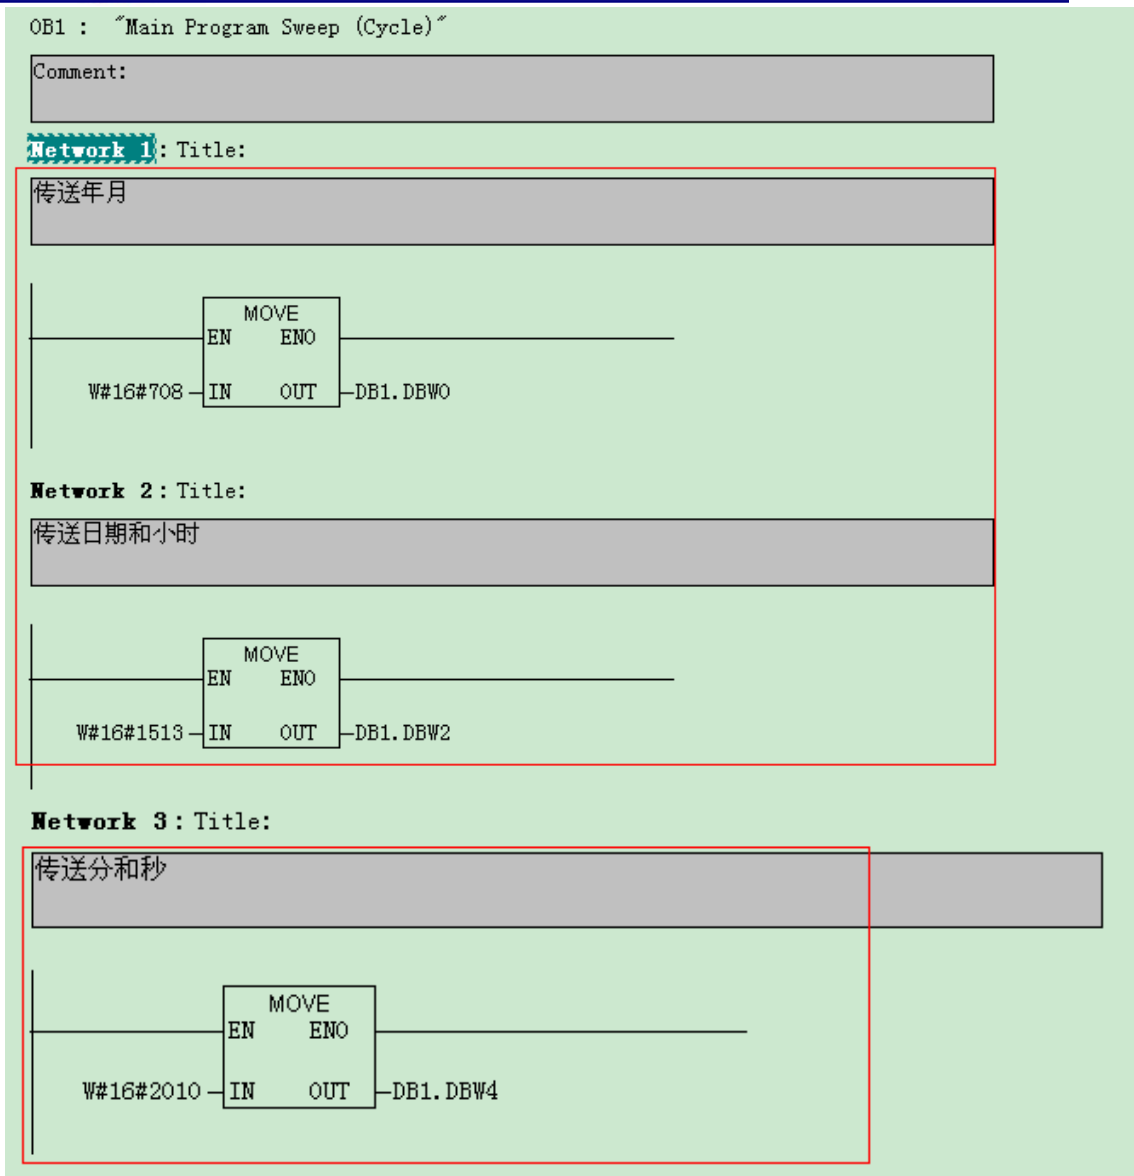 OB1 : "Main Program Sweep (Cycle)"
Comment:
Network 1: Title:
传送年月
MOVE
EN ENO
W#16#708 IN OUT DB1.DBW0
Network 2: Title:
传送日期和小时
MOVE
EN ENO
W#16#1513 IN OUT DB1.DBW2
Network 3: Title:
传送分和秒
MOVE
EN ENO
W#16#2010 IN OUT DB1.DBW4